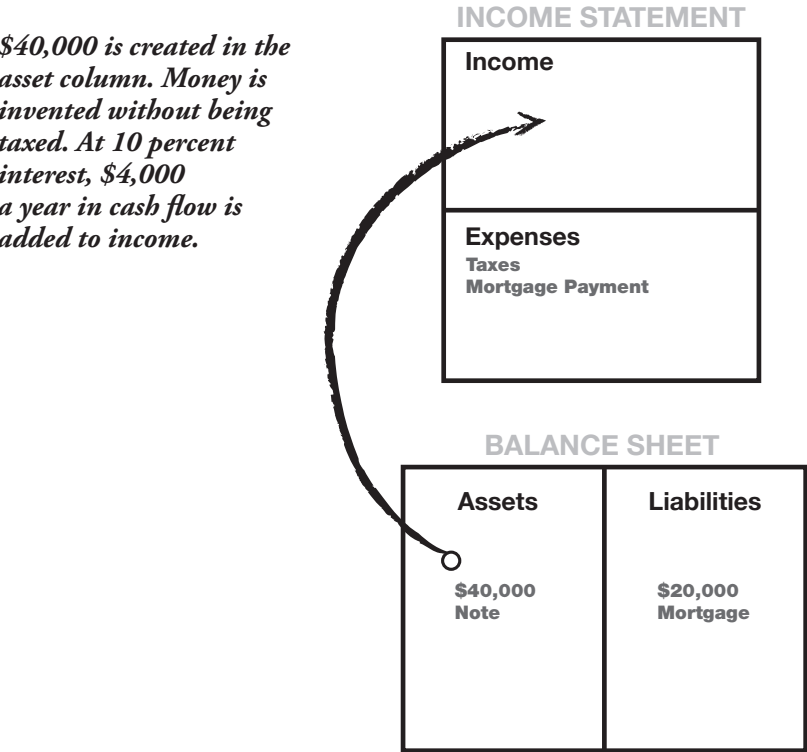 $40,000 is created in the
asset column. Money is
invented without being
taxed. At 10 percent
interest, $4,000
a year in cash flow is
added to income.
INCOME STATEMENT
Income
Expenses
Taxes
Mortgage Payment
BALANCE SHEET
Assets
$40,000
Note
Liabilities
$20,000
Mortgage